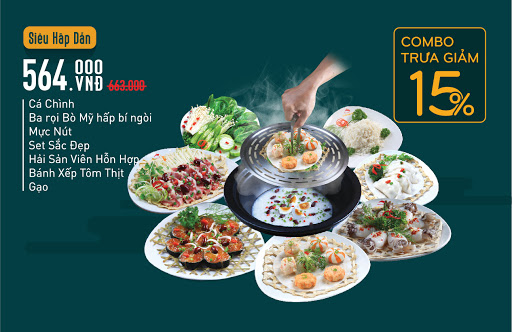 Siêu Hấp Dẫn
564.000 VNĐ 663.000
Cá Chình
Ba rọi Bò Mỹ hấp bí ngòi
Mực Nút
Set Sắc Đẹp
Hải Sản Viên Hỗn Hợp
Bánh Xếp Tôm Thịt
Gạo
COMBO
TRƯA GIẢM
15%